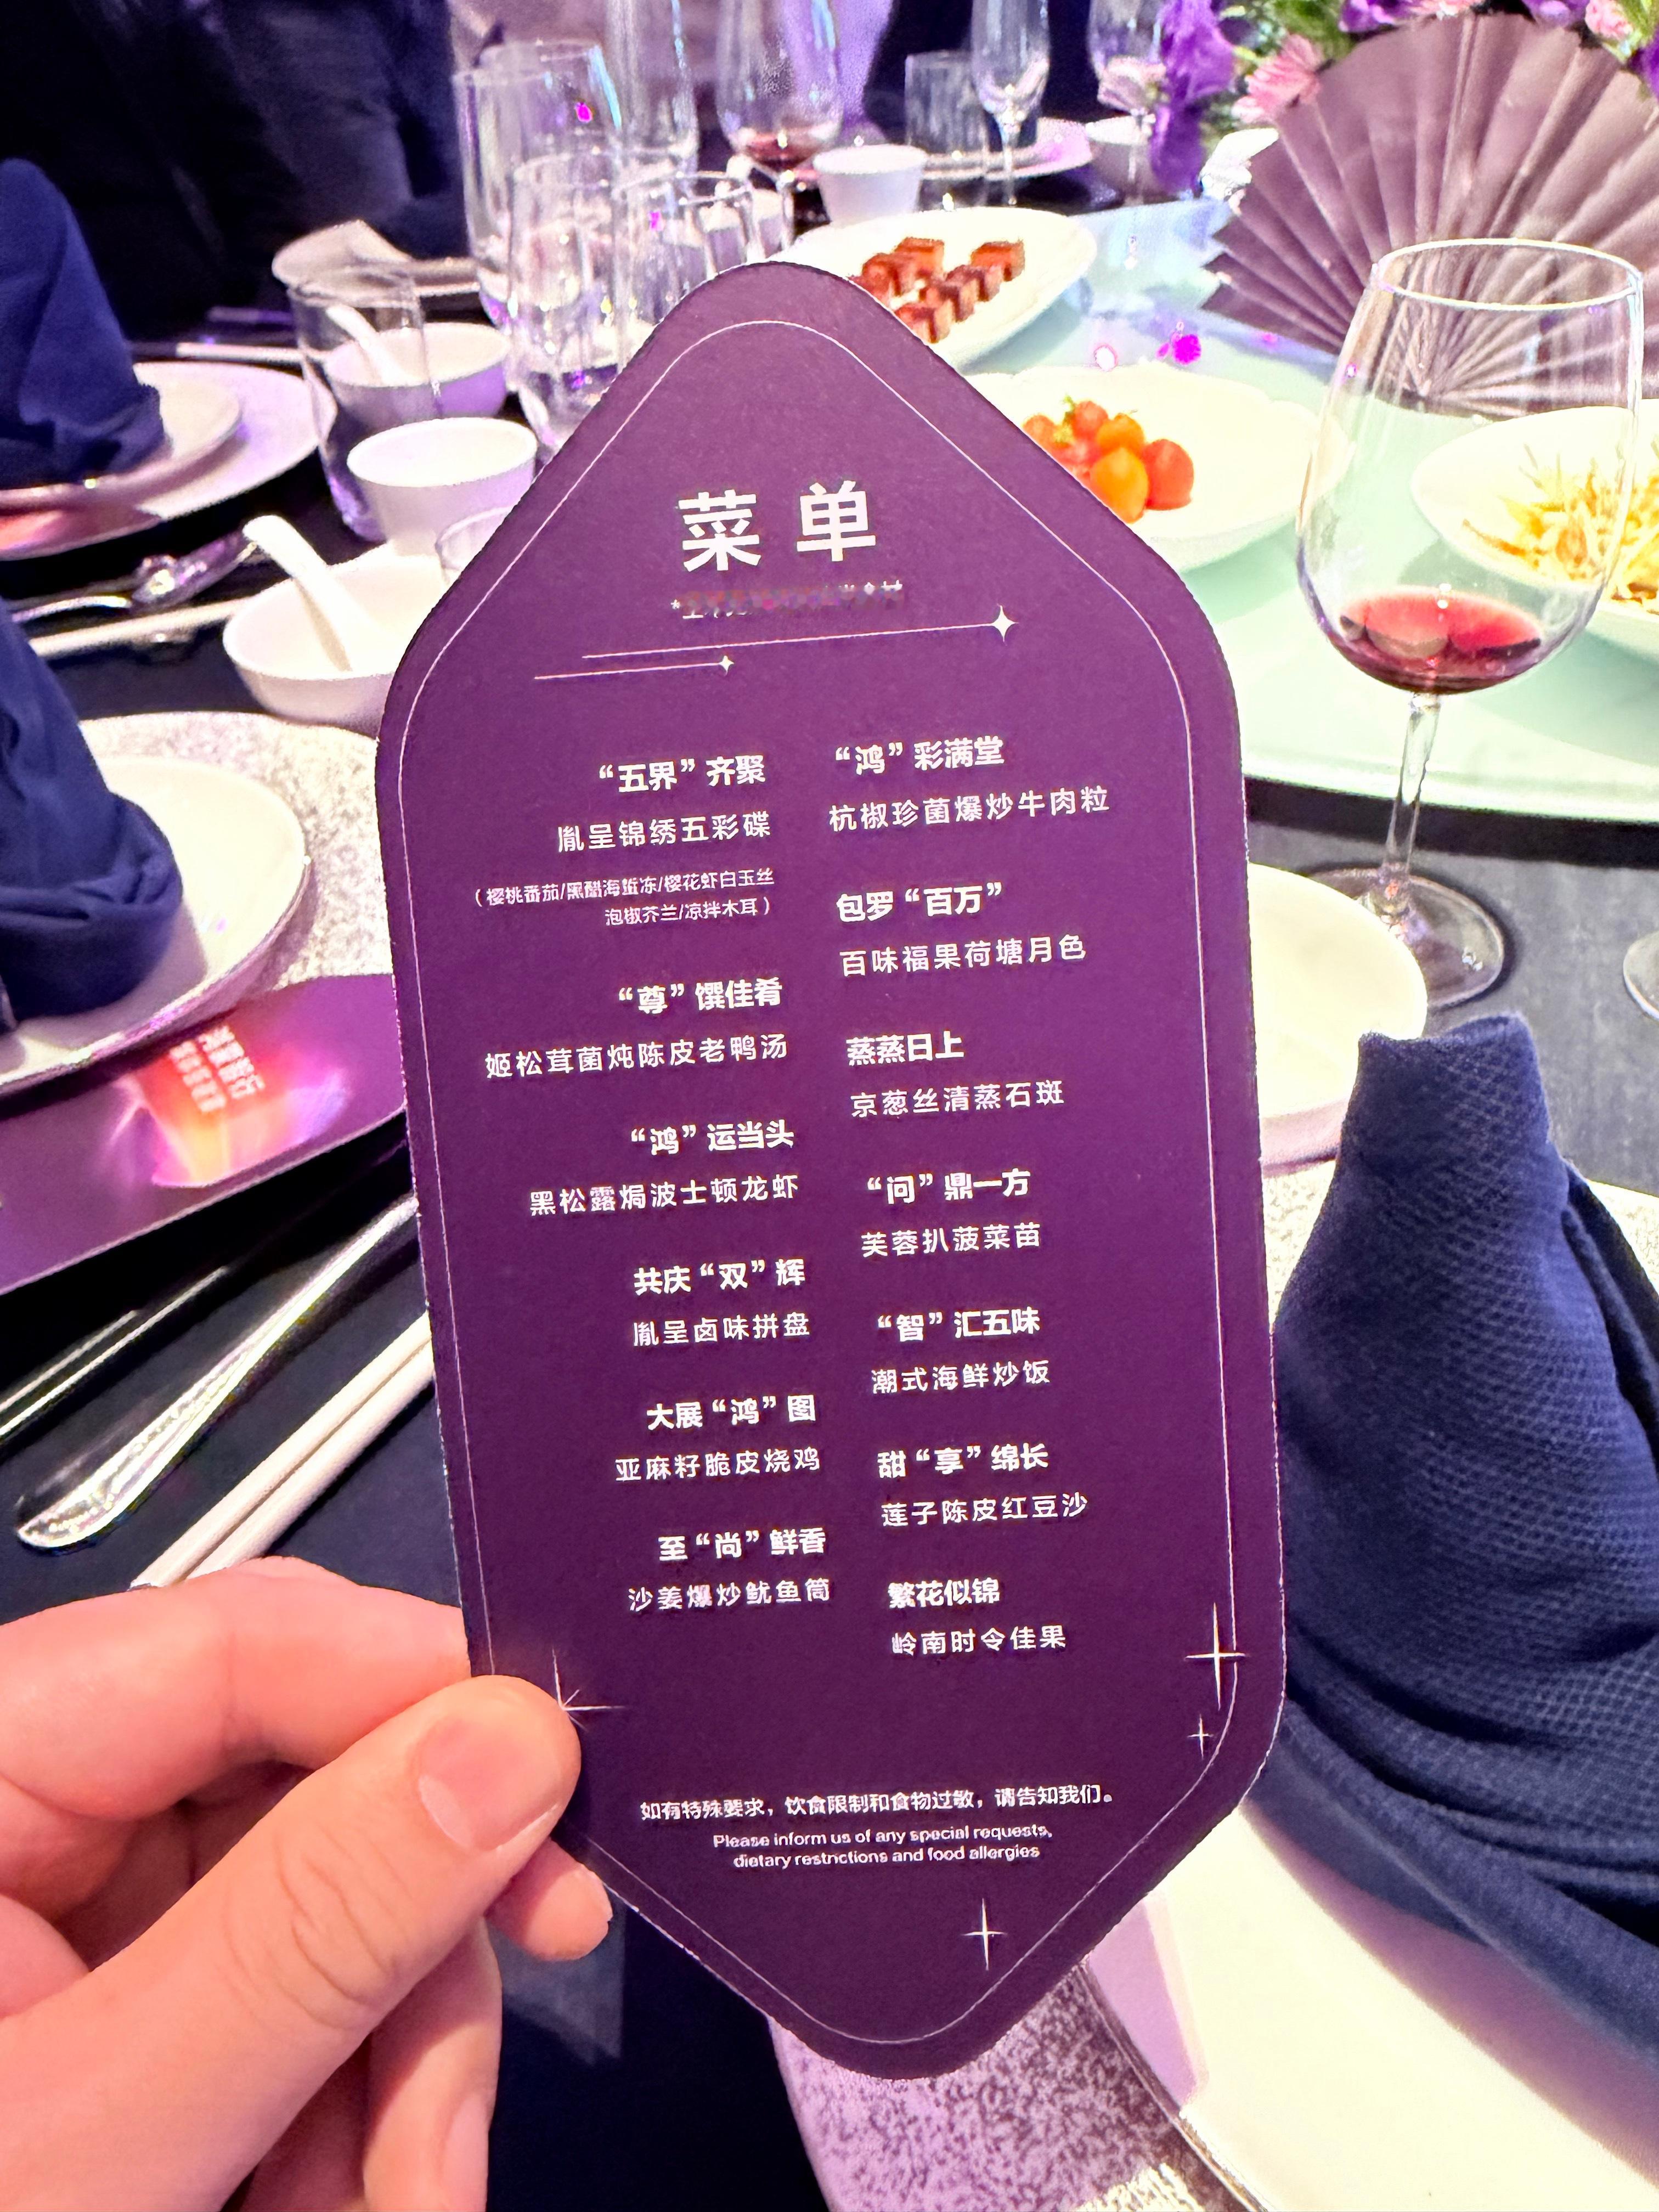 菜单
“五界”齐聚
胤呈锦绣五彩碟
（樱桃番茄/黑醋海蜇冻/樱花虾白玉丝
泡椒芥兰/凉拌木耳）
“尊”馔佳肴
姬松茸菌炖陈皮老鸭汤
“鸿”运当头
黑松露焗波士顿龙虾
共庆“双”辉
胤呈卤味拼盘
大展“鸿”图
亚麻籽脆皮烧鸡
至“尚”鲜香
沙姜爆炒鱿鱼筒
“鸿”彩满堂
杭椒珍菌爆炒牛肉粒
包罗“百万”
百味福果荷塘月色
蒸蒸日上
京葱丝清蒸石斑
“问”鼎一方
芙蓉扒菠菜苗
“智”汇五味
潮式海鲜炒饭
甜“享”绵长
莲子陈皮红豆沙
繁花似锦
岭南时令佳果
如有特殊要求，饮食限制和食物过敏，请告知我们。
Please inform us of any special requests,
dietary restrictions and food allergies